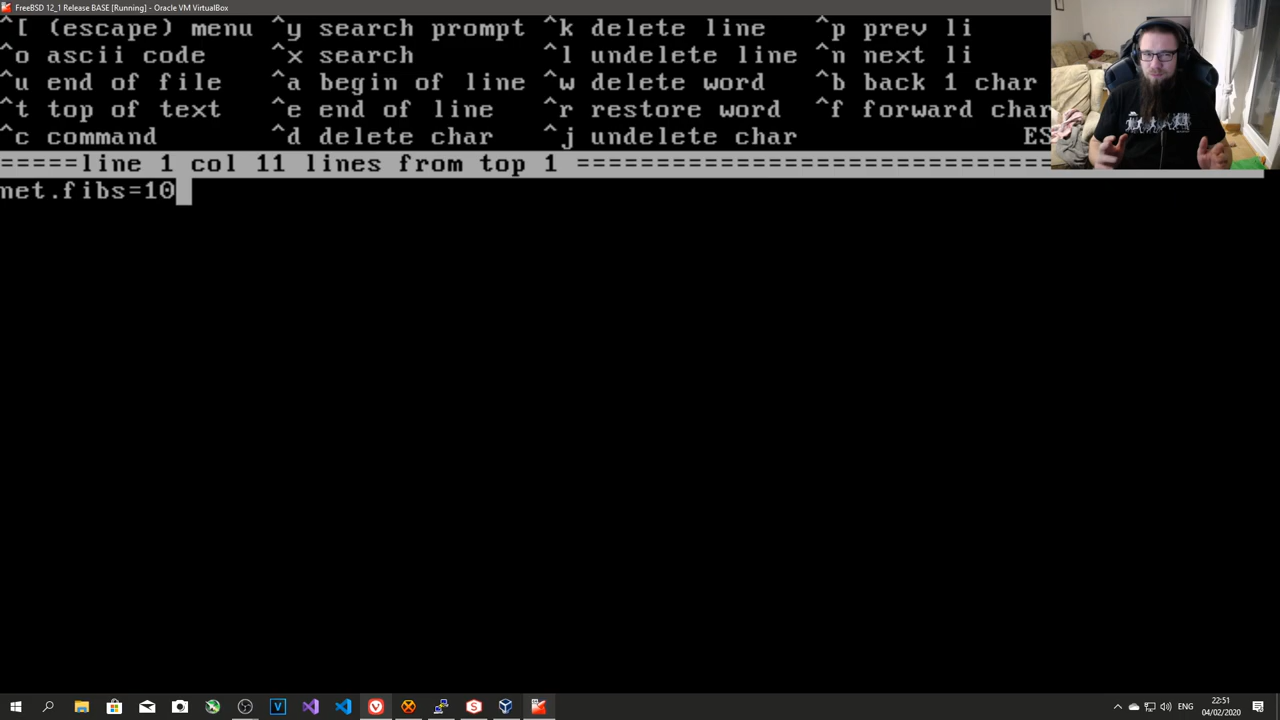 FreeBSD 12_1 Release BASE [Running] - Oracle VM VirtualBox
^[ (escape) menu ^y search prompt ^k delete line ^p prev li
^o ascii code ^x search ^l undelete line ^n next li
^u end of file ^a begin of line ^w delete word ^b back 1 char
^t top of text ^e end of line ^r restore word ^f forward char
^c command ^d delete char ^j undelete char ES
=====line 1 col 11 lines from top 1 ==============================
net.fibs=10
ENG
22:51
04/02/2020